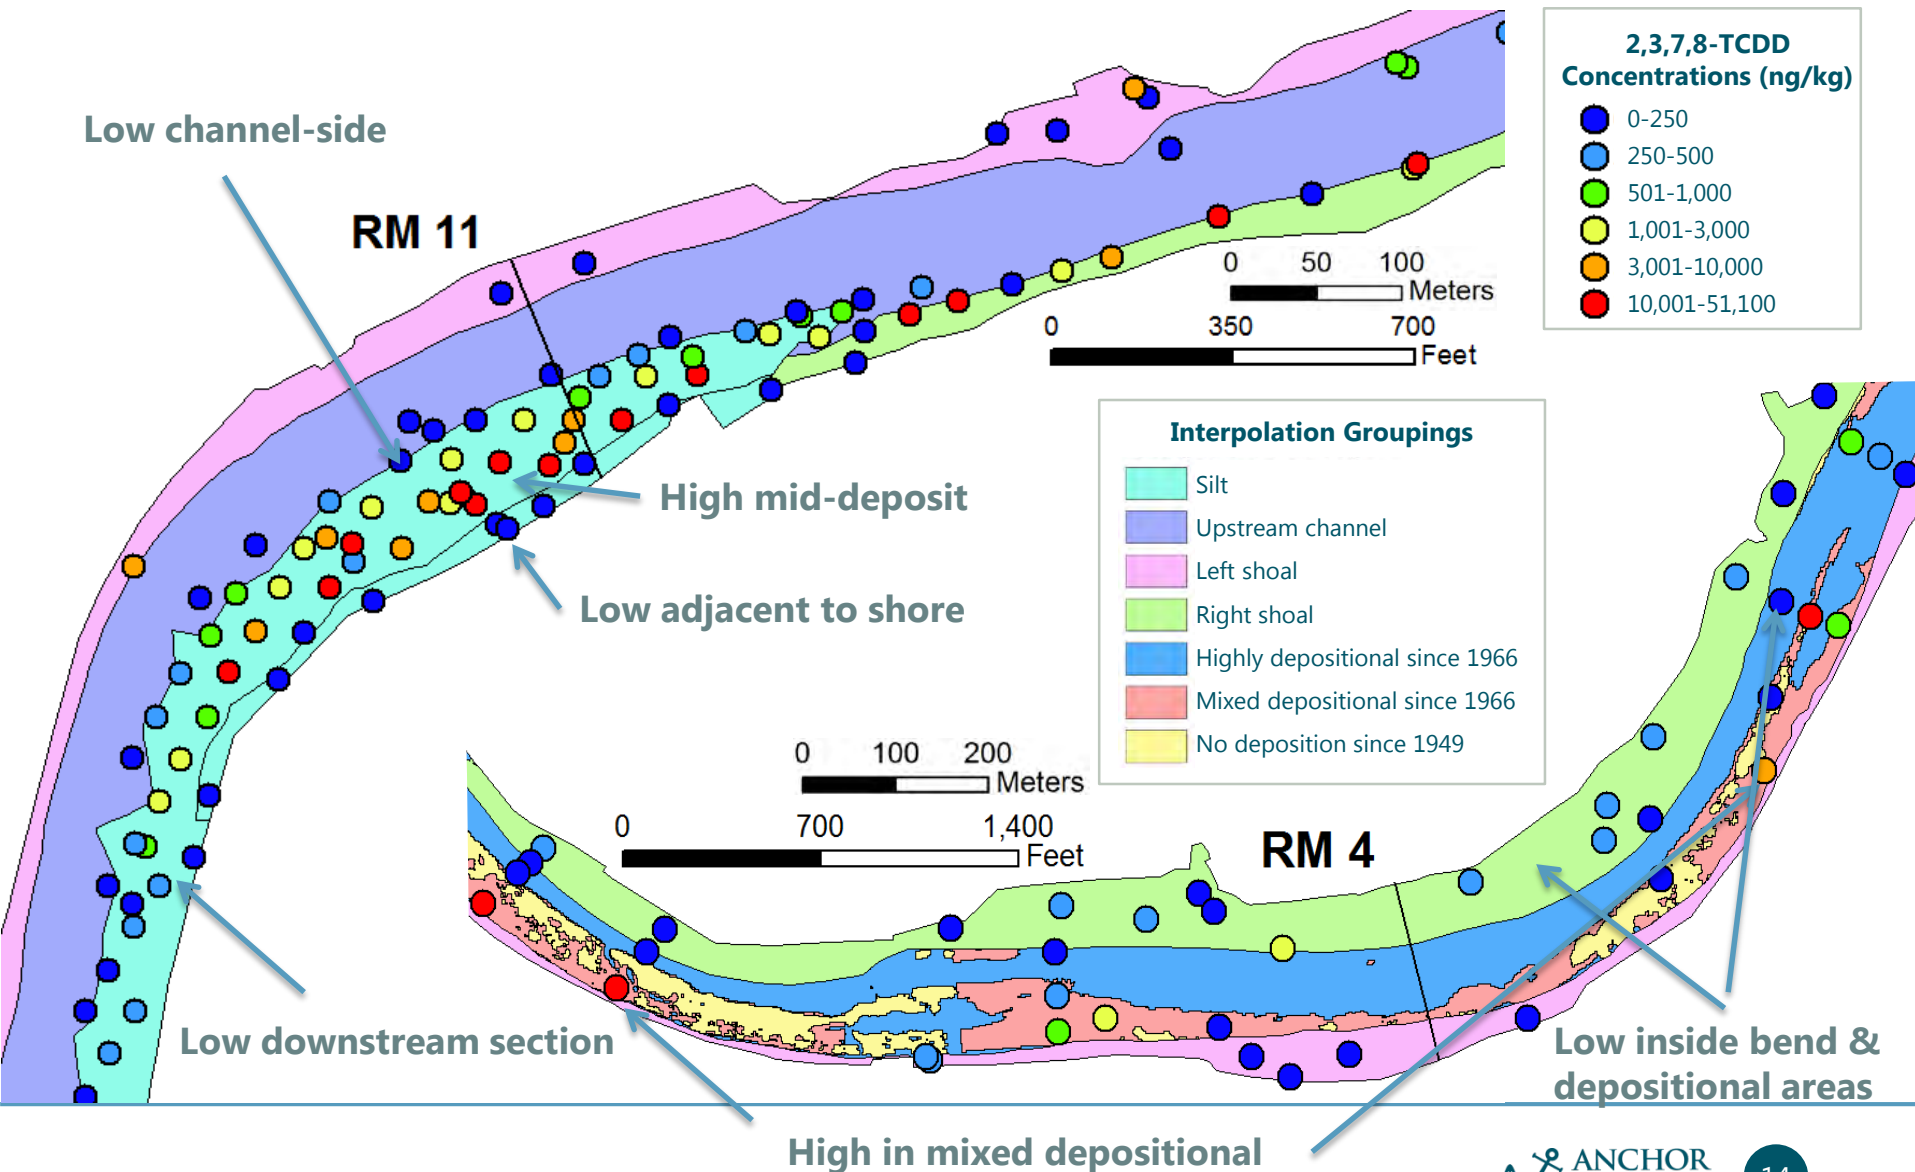 2,3,7,8-TCDD
Concentrations (ng/kg)
0-250
250-500
501-1,000
1,001-3,000
3,001-10,000
10,001-51,100
Low channel-side
RM 11
0 50 100
Meters
0 350 700
Feet
High mid-deposit
Low adjacent to shore
Interpolation Groupings
Silt
Upstream channel
Left shoal
Right shoal
Highly depositional since 1966
Mixed depositional since 1966
No deposition since 1949
0 100 200
Meters
0 700 1,400
Feet
RM 4
Low downstream section
Low inside bend &
depositional areas
High in mixed depositional
ANCHOR
14